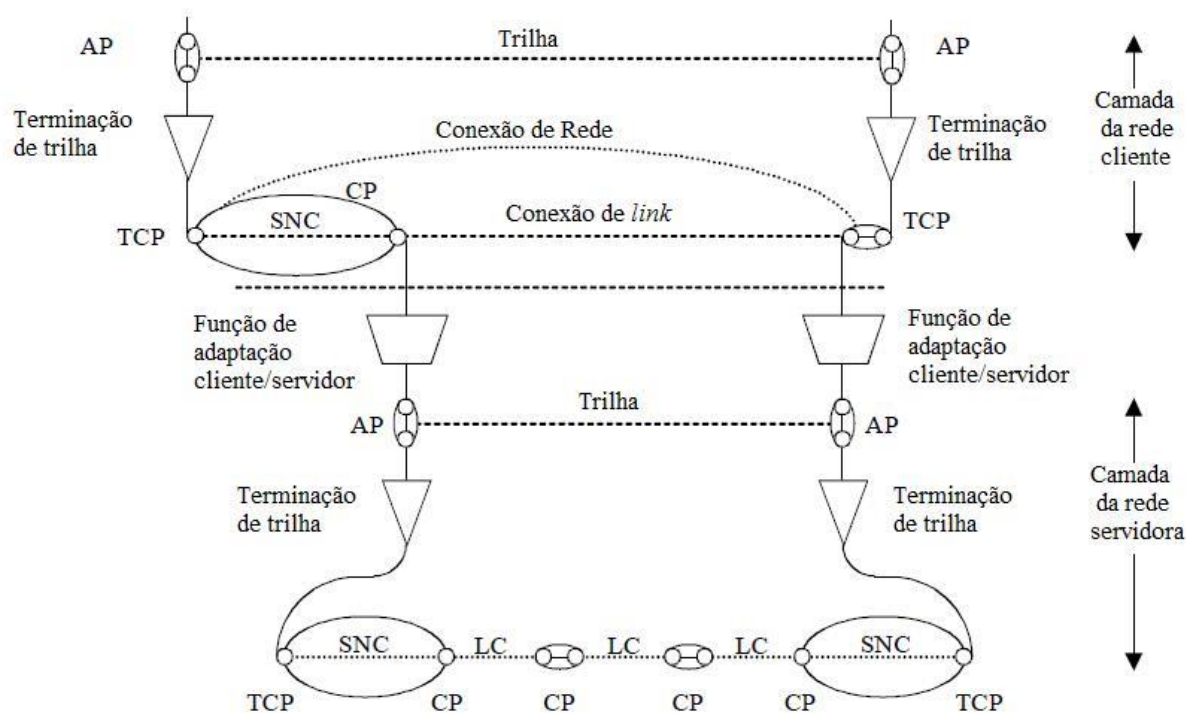 AP
Trilha
AP
Terminação
de trilha
Conexão de Rede
Terminação
de trilha
Camada
da rede
cliente
CP
TCP
SNC
Conexão de link
TCP
Função de
adaptação
cliente/servidor
Função de
adaptação
cliente/servidor
AP
Trilha
AP
Terminação
de trilha
Terminação
de trilha
Camada
da rede
servidora
SNC
LC
LC
LC
SNC
TCP
CP
CP
CP
CP
TCP